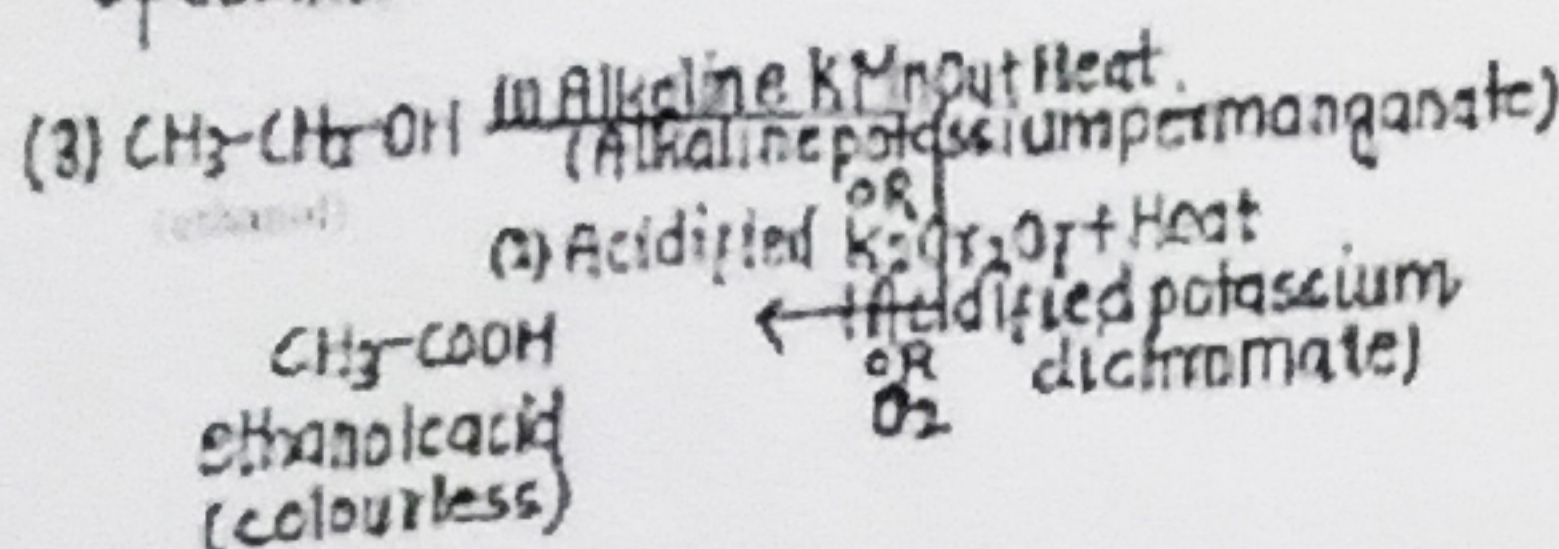 (3) CH3-CH2-OH (1) Alkaline KMnO4+Heat.
(Alkaline potassium permanganate)
OR
(2) Acidified K2Cr2O7+Heat
(Acidified potassium
dichromate)
OR
O2
CH3-COOH
ethanoic acid
(colourless)